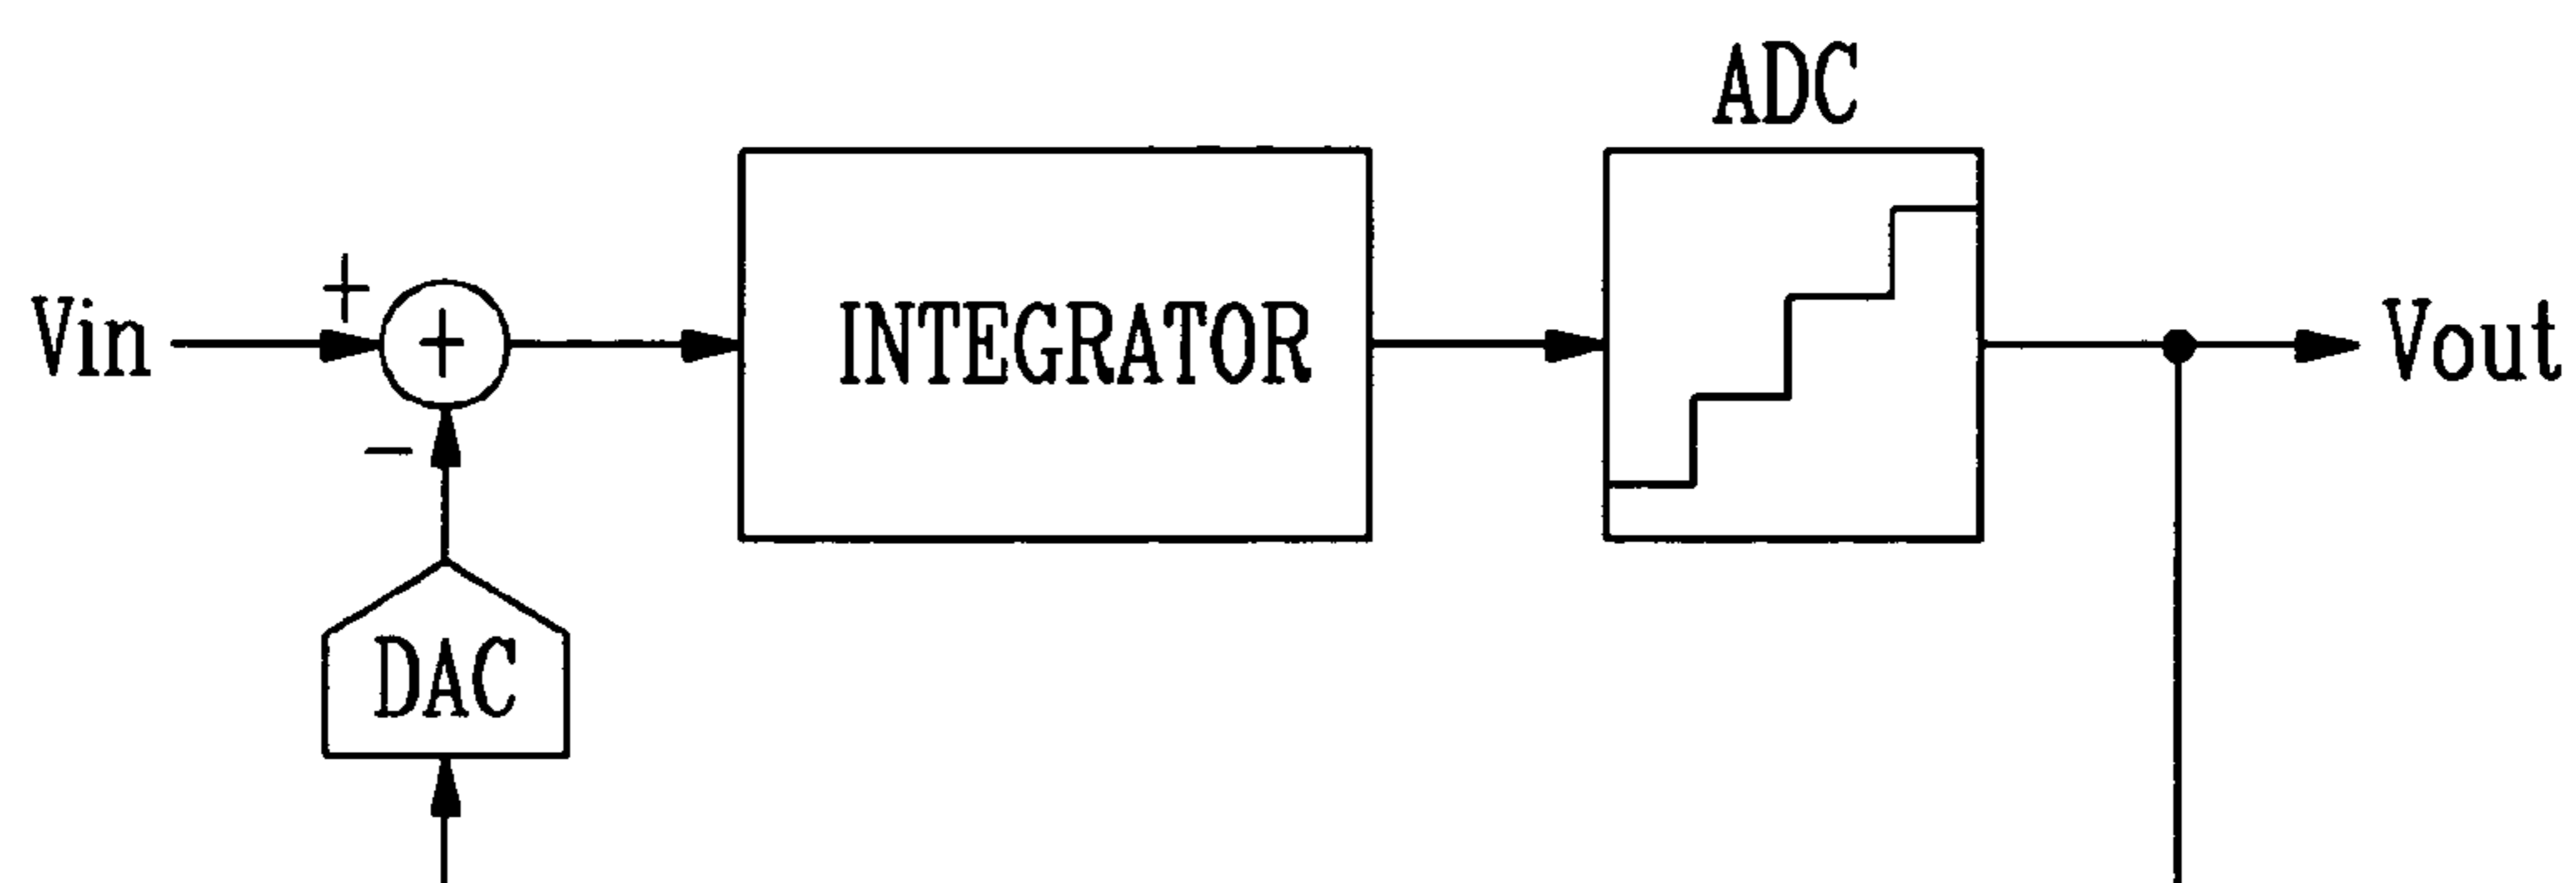 ADC
+
Vin
+
INTEGRATOR
Vout
-
DAC